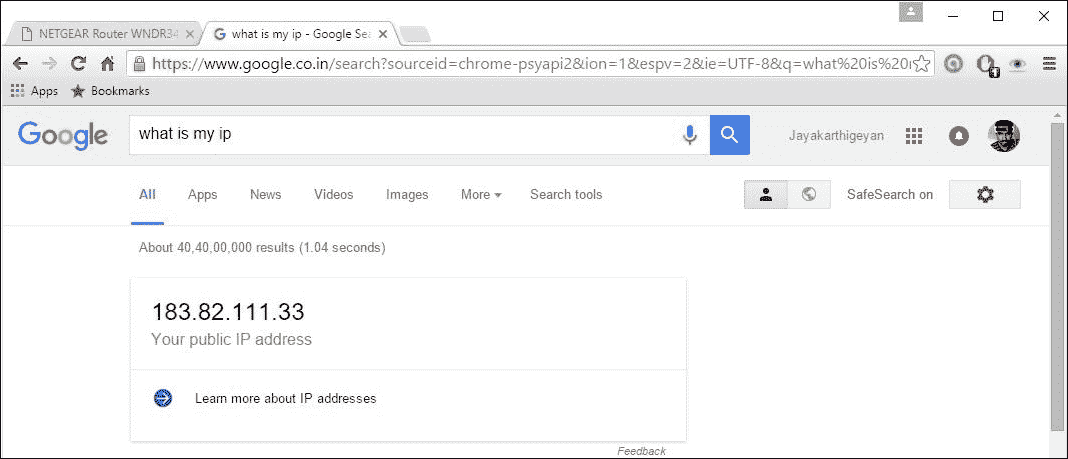 NETGEAR Router WNDR34
what is my ip - Google Sea
https://www.google.co.in/search?sourceid=chrome-psyapi2&ion=1&espv=2&ie=UTF-8&q=what%20is%20
Apps Bookmarks
Google what is my ip Jayakarthigeyan
All Apps News Videos Images More Search tools SafeSearch on
About 40,40,00,000 results (1.04 seconds)
183.82.111.33
Your public IP address
Learn more about IP addresses
Feedback